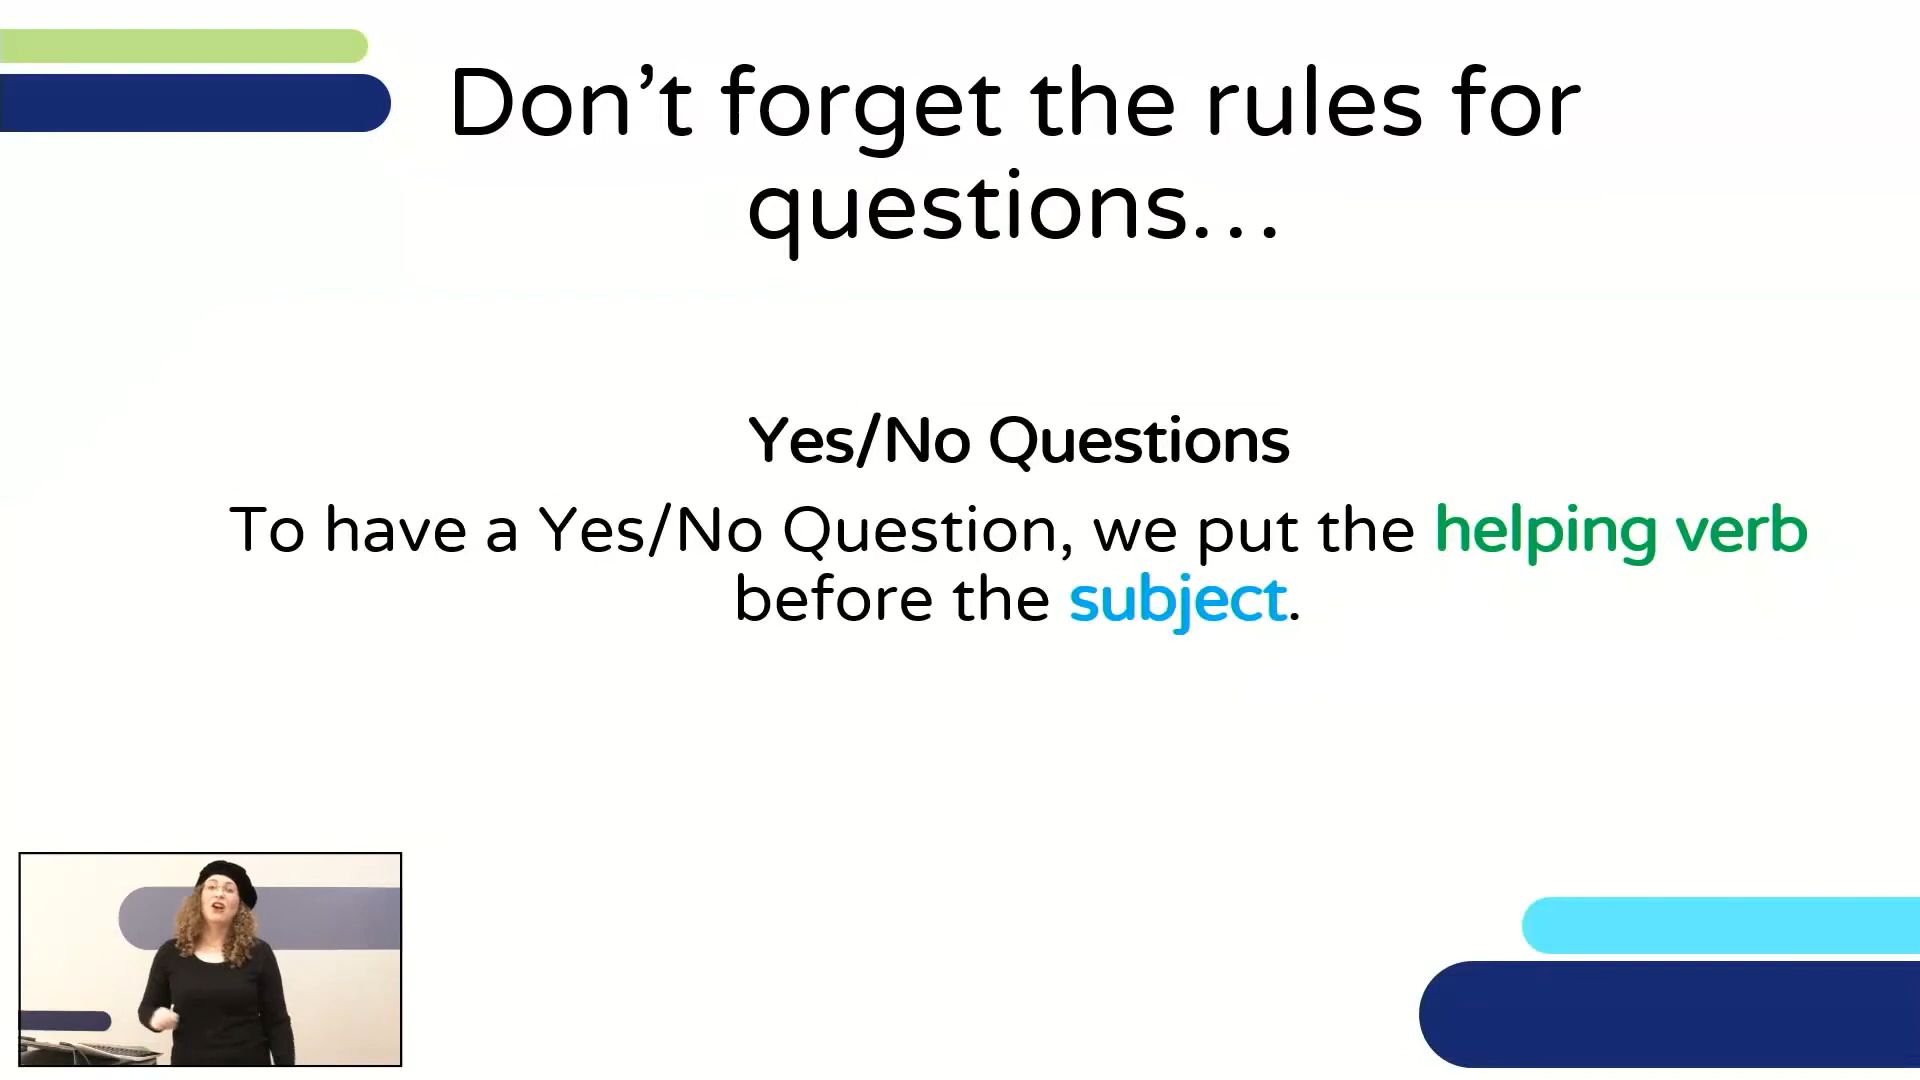 Don’t forget the rules for
questions…
Yes/No Questions
To have a Yes/No Question, we put the helping verb
before the subject.